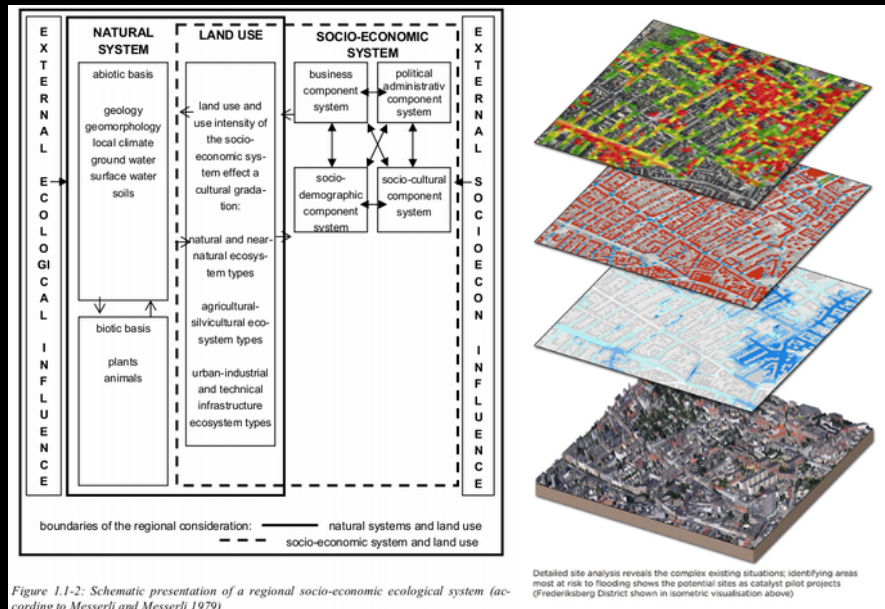 EXTERNAL ECOLOGICAL INFLUENCE
NATURAL
SYSTEM
abiotic basis
geology
geomorphology
local climate
ground water
surface water
soils
biotic basis
plants
animals
LAND USE
land use and
use intensity of
the socio-
economic sys-
tem effect a
cultural grada-
tion:
natural and near-
natural ecosys-
tem types
agricultural-
silvicultural eco-
system types
urban-industrial
and technical
infrastructure
ecosystem types
SOCIO-ECONOMIC
SYSTEM
business
component
system
political
administrativ
component
system
socio-
demographic
component
system
socio-cultural
component
system
EXTERNAL SOCIOECON INFLUENCE
boundaries of the regional consideration: natural systems and land use
socio-economic system and land use
Figure 1.1-2: Schematic presentation of a regional socio-economic ecological system (ac-
cording to Messerli and Messerli 1979)
Detailed site analysis reveals the complex existing situations; identifying areas
most at risk to flooding shows the potential sites as catalyst pilot projects
(Frederiksberg District shown in isometric visualisation above)